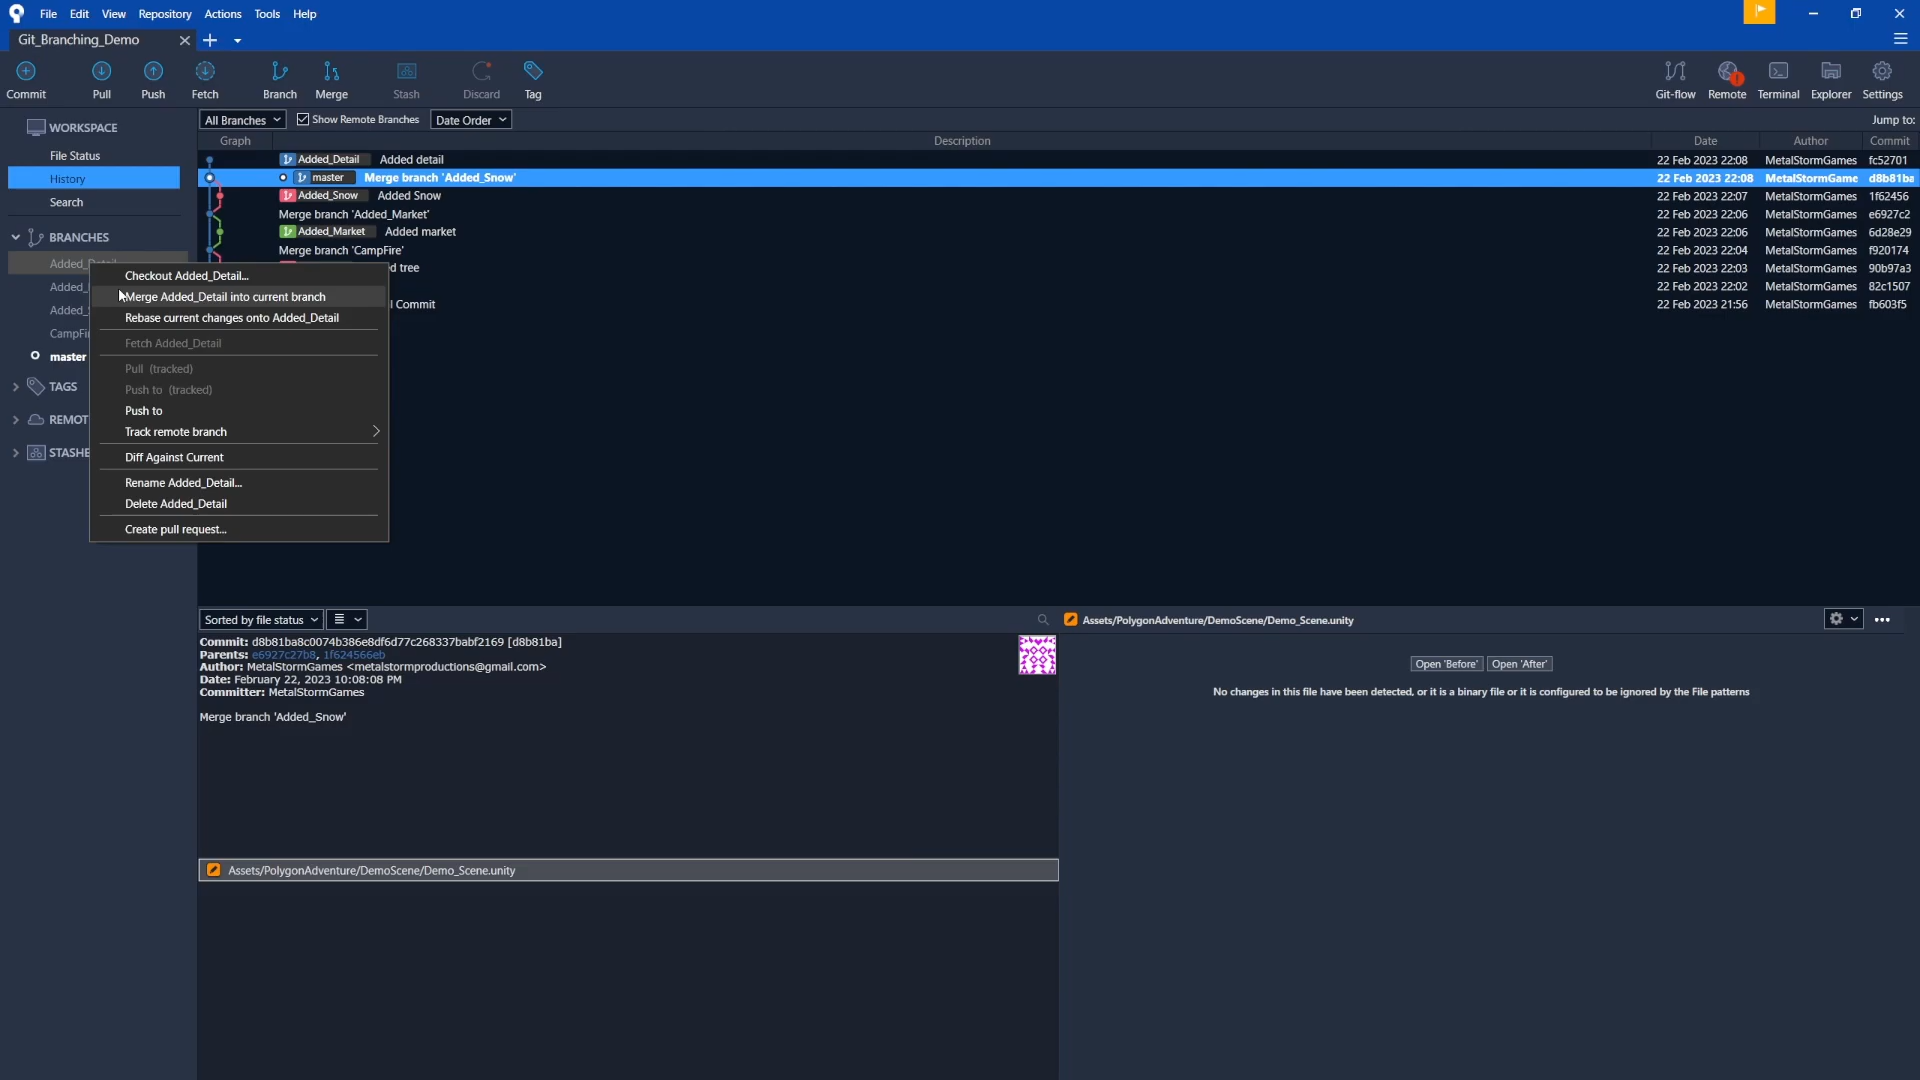 File Edit View Repository Actions Tools Help
Git_Branching_Demo
Commit Pull Push Fetch Branch Merge Stash Discard Tag Git-flow Remote Terminal Explorer Settings
WORKSPACE
File Status
History
Search
BRANCHES
master
TAGS
All Branches Show Remote Branches Date Order Jump to:
Graph Description Date Author Commit
Added_Detail Added detail 22 Feb 2023 22:08 MetalStormGames fc52701
master Merge branch 'Added_Snow' 22 Feb 2023 22:08 MetalStormGame d8b81ba
Added_Snow Added Snow 22 Feb 2023 22:07 MetalStormGames 1f62456
Merge branch 'Added_Market' 22 Feb 2023 22:06 MetalStormGames e6927c2
Added_Market Added market 22 Feb 2023 22:06 MetalStormGames 6d28e29
Merge branch 'CampFire' 22 Feb 2023 22:04 MetalStormGames f920174
d tree 22 Feb 2023 22:03 MetalStormGames 90b97a3
22 Feb 2023 22:02 MetalStormGames 82c1507
l Commit 22 Feb 2023 21:56 MetalStormGames fb603f5
Checkout Added_Detail...
Merge Added_Detail into current branch
Rebase current changes onto Added_Detail
Fetch Added_Detail
Pull (tracked)
Push to (tracked)
Push to
Track remote branch
Diff Against Current
Rename Added_Detail...
Delete Added_Detail
Create pull request...
Sorted by file status
Commit: d8b81ba8c0074b386e8df6d77c268337babf2169 [d8b81ba]
Parents: e6927c27b8, 1f624566eb
Author: MetalStormGames <metalstormproductions@gmail.com>
Date: February 22, 2023 10:08:08 PM
Committer: MetalStormGames
Merge branch 'Added_Snow'
Assets/PolygonAdventure/DemoScene/Demo_Scene.unity
Assets/PolygonAdventure/DemoScene/Demo_Scene.unity
Open 'Before' Open 'After'
No changes in this file have been detected, or it is a binary file or it is configured to be ignored by the File patterns